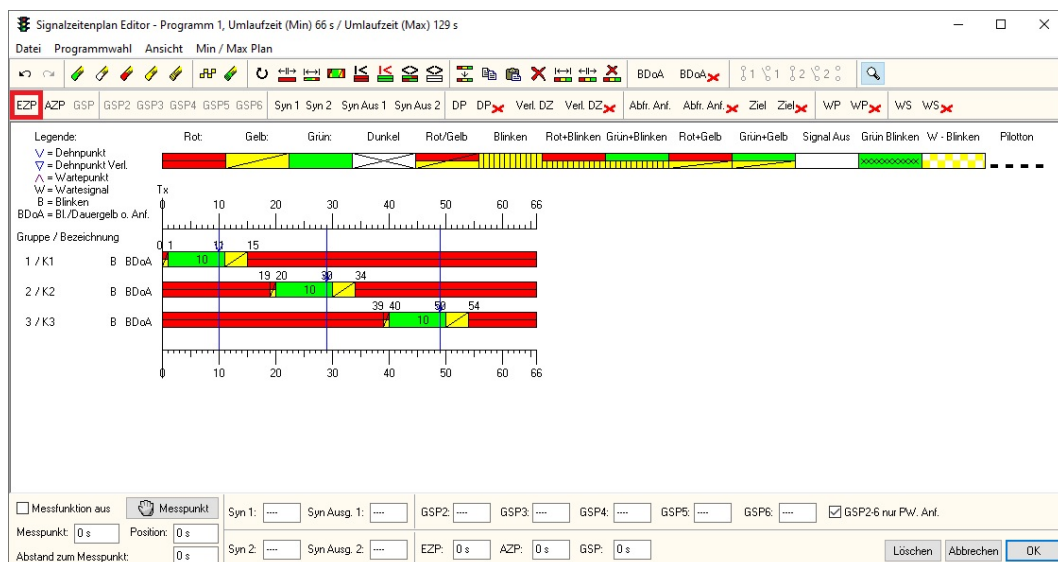 Signalzeitenplan Editor - Programm 1, Umlaufzeit (Min) 66 s / Umlaufzeit (Max) 129 s
Datei Programmwahl Ansicht Min / Max Plan
BDoA BDoA 1 1 2 2
EZP AZP GSP GSP2 GSP3 GSP4 GSP5 GSP6 Syn 1 Syn 2 Syn Aus 1 Syn Aus 2 DP DP Verl. DZ Verl. DZ Abfr. Anf. Abfr. Anf. Ziel Ziel WP WP WS WS
Legende: Rot: Gelb: Grün: Dunkel Rot/Gelb Blinken Rot+Blinken Grün+Blinken Rot+Gelb Grün+Gelb Signal Aus Grün Blinken W - Blinken Pilotton
V = Dehnpunkt
▽ = Dehnpunkt Verl.
Λ = Wartepunkt
W = Wartesignal
B = Blinken
BDoA = Bl./Dauergelb o. Anf.
Tx
0 10 20 30 40 50 60 66
Gruppe / Bezeichnung
0 1 11 15
1 / K1 B BDoA 10
19 20 30 34
2 / K2 B BDoA 10
39 40 50 54
3 / K3 B BDoA 10
0 10 20 30 40 50 60 66
Messfunktion aus Messpunkt Syn 1: ---- Syn Ausg. 1: ---- GSP2: ---- GSP3: ---- GSP4: ---- GSP5: ---- GSP6: ---- GSP2-6 nur PW. Anf.
Messpunkt: 0 s Position: 0 s
Abstand zum Messpunkt: 0 s Syn 2: ---- Syn Ausg. 2: ---- EZP: 0 s AZP: 0 s GSP: 0 s Löschen Abbrechen OK